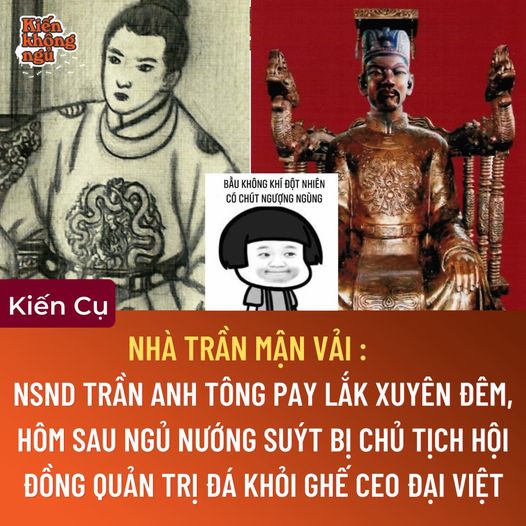 Kiến
không
ngủ
BẦU KHÔNG KHÍ ĐỘT NHIÊN
CÓ CHÚT NGƯỢNG NGÙNG
Kiến Cụ
NHÀ TRẦN MẬN VẢI :
NSND TRẦN ANH TÔNG PAY LẮK XUYÊN ĐÊM,
HÔM SAU NGỦ NƯỚNG SUÝT BỊ CHỦ TỊCH HỘI
ĐỒNG QUẢN TRỊ ĐÁ KHỎI GHẾ CEO ĐẠI VIỆT